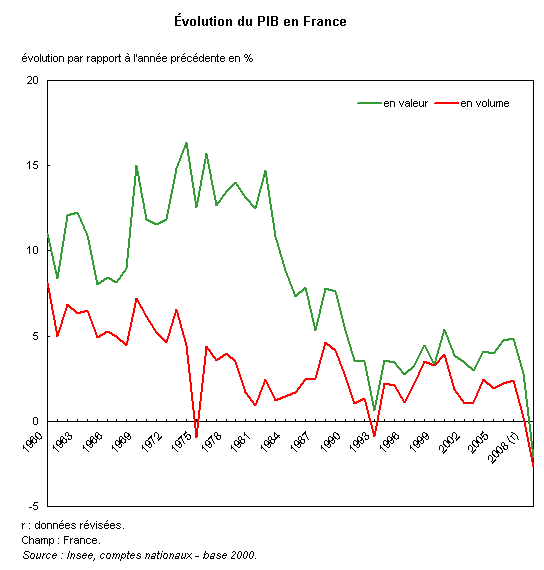 Évolution du PIB en France
évolution par rapport à l'année précédente en %
20
en valeur
en volume
15
10
5
0
1960
1963
1966
1969
1972
1975
1978
1981
1984
1987
1990
1993
1996
1999
2002
2005
2008 (r)
-5
r : données révisées.
Champ : France.
Source : Insee, comptes nationaux - base 2000.